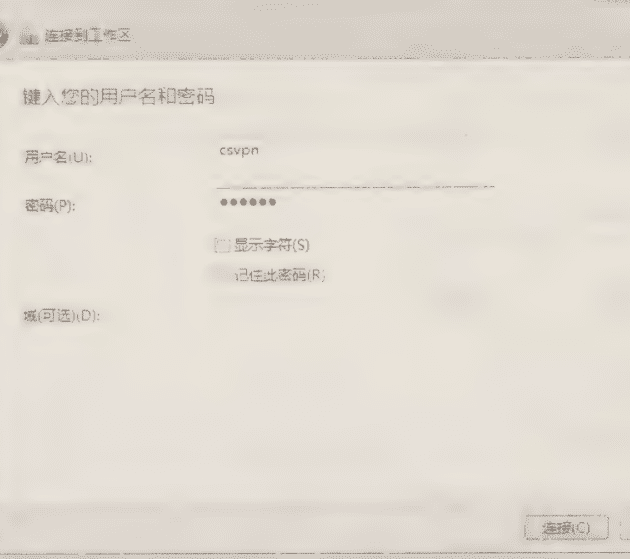 连接到工作区
键入您的用户名和密码
用户名(U): csvpn
密码(P): ●●●●●●
显示字符(S)
记住此密码(R)
域(可选)(D):
连接(C)